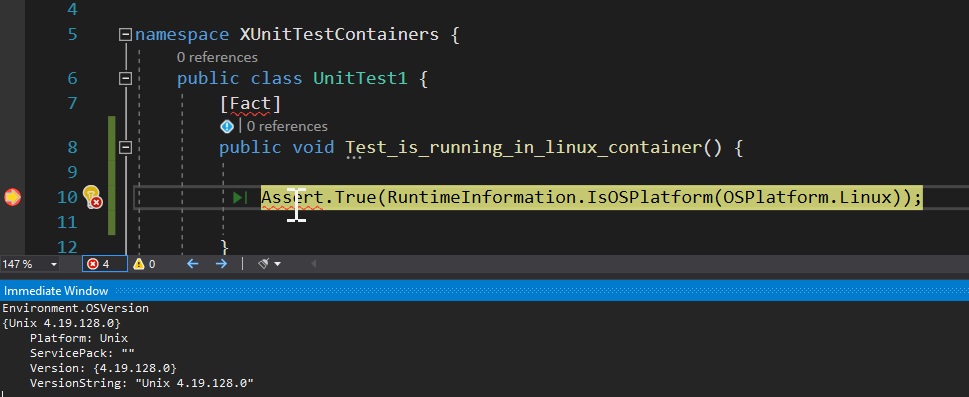 4
5 namespace XUnitTestContainers {
0 references
6 public class UnitTest1 {
7 [Fact]
| 0 references
8 public void Test_is_running_in_linux_container() {
9
10 Assert.True(RuntimeInformation.IsOSPlatform(OSPlatform.Linux));
11
12 }
147 % 4 0
Immediate Window
Environment.OSVersion
{Unix 4.19.128.0}
Platform: Unix
ServicePack: ""
Version: {4.19.128.0}
VersionString: "Unix 4.19.128.0"